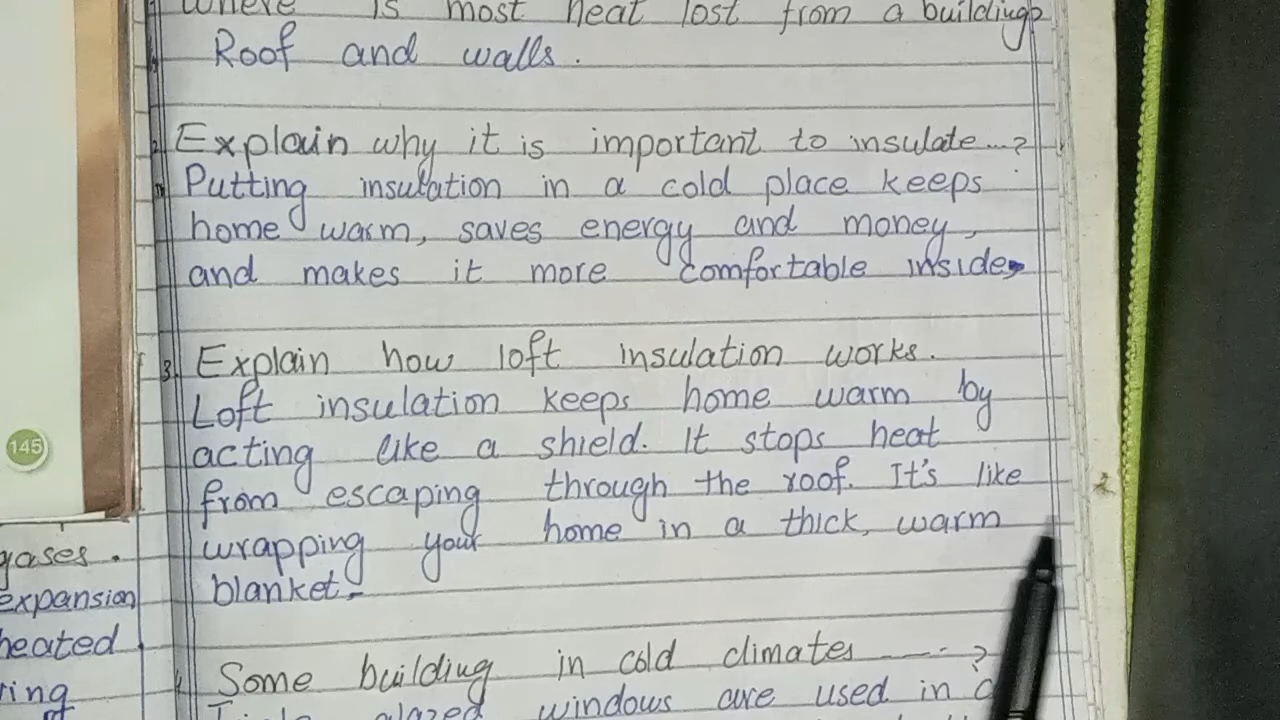 Where is most heat lost from a building?
Roof and walls.
Explain why it is important to insulate...?
Putting insulation in a cold place keeps
home warm, saves energy and money,
and makes it more comfortable inside.
3. Explain how loft insulation works.
Loft insulation keeps home warm by
acting like a shield. It stops heat
from escaping through the roof. It's like
wrapping your home in a thick, warm
blanket.
Some building in cold climates ----?
glazed windows are used in
145
gases.
expansion
heated